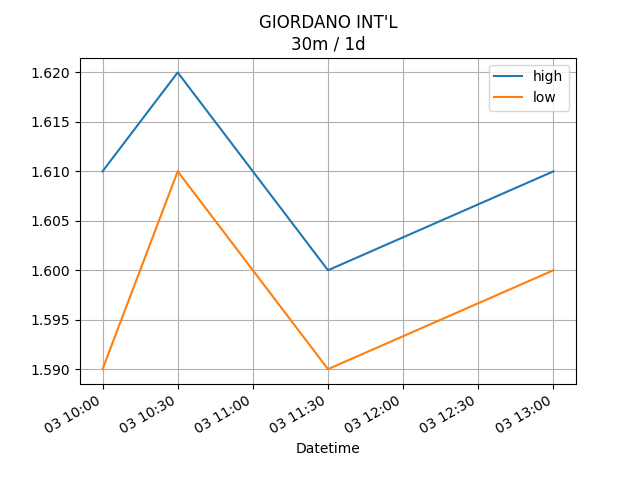 GIORDANO INT'L
30m / 1d
high
low
1.620
1.615
1.610
1.605
1.600
1.595
1.590
03 10:00
03 10:30
03 11:00
03 11:30
03 12:00
03 12:30
03 13:00
Datetime